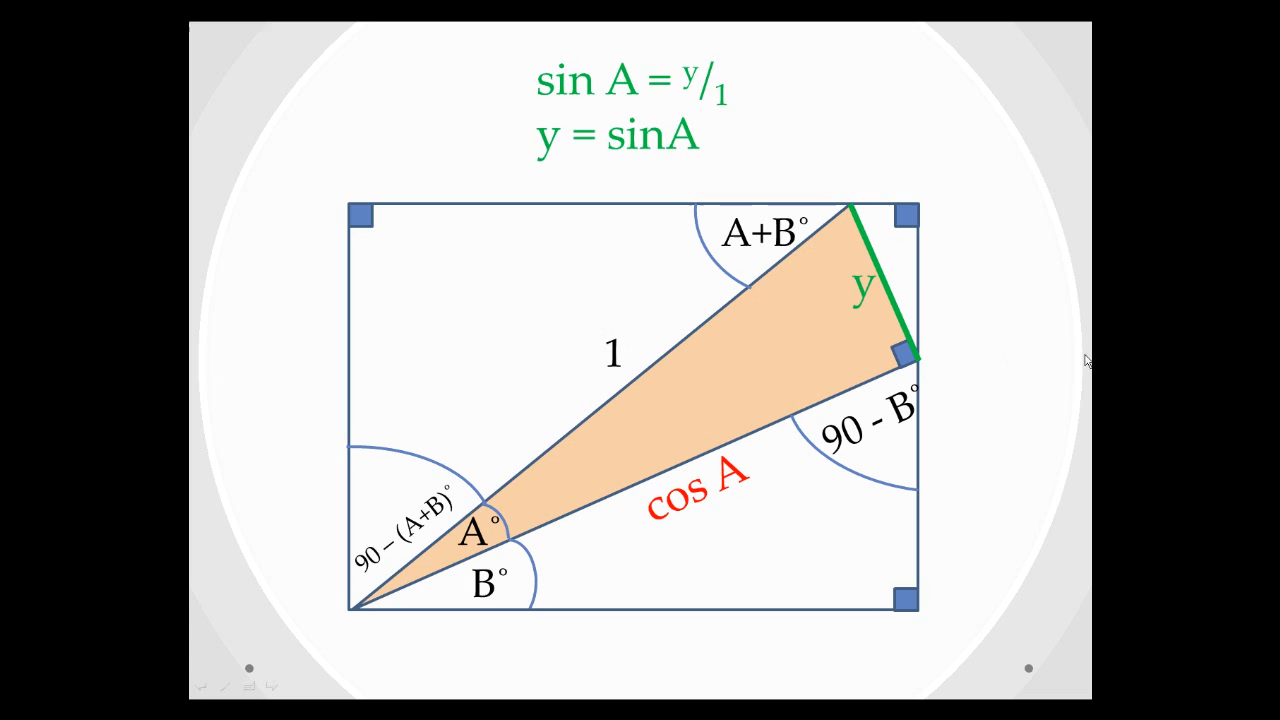 sin A = y/1
y = sinA
A+B°
y
1
90 - B°
cos A
90 – (A+B)°
A°
B°